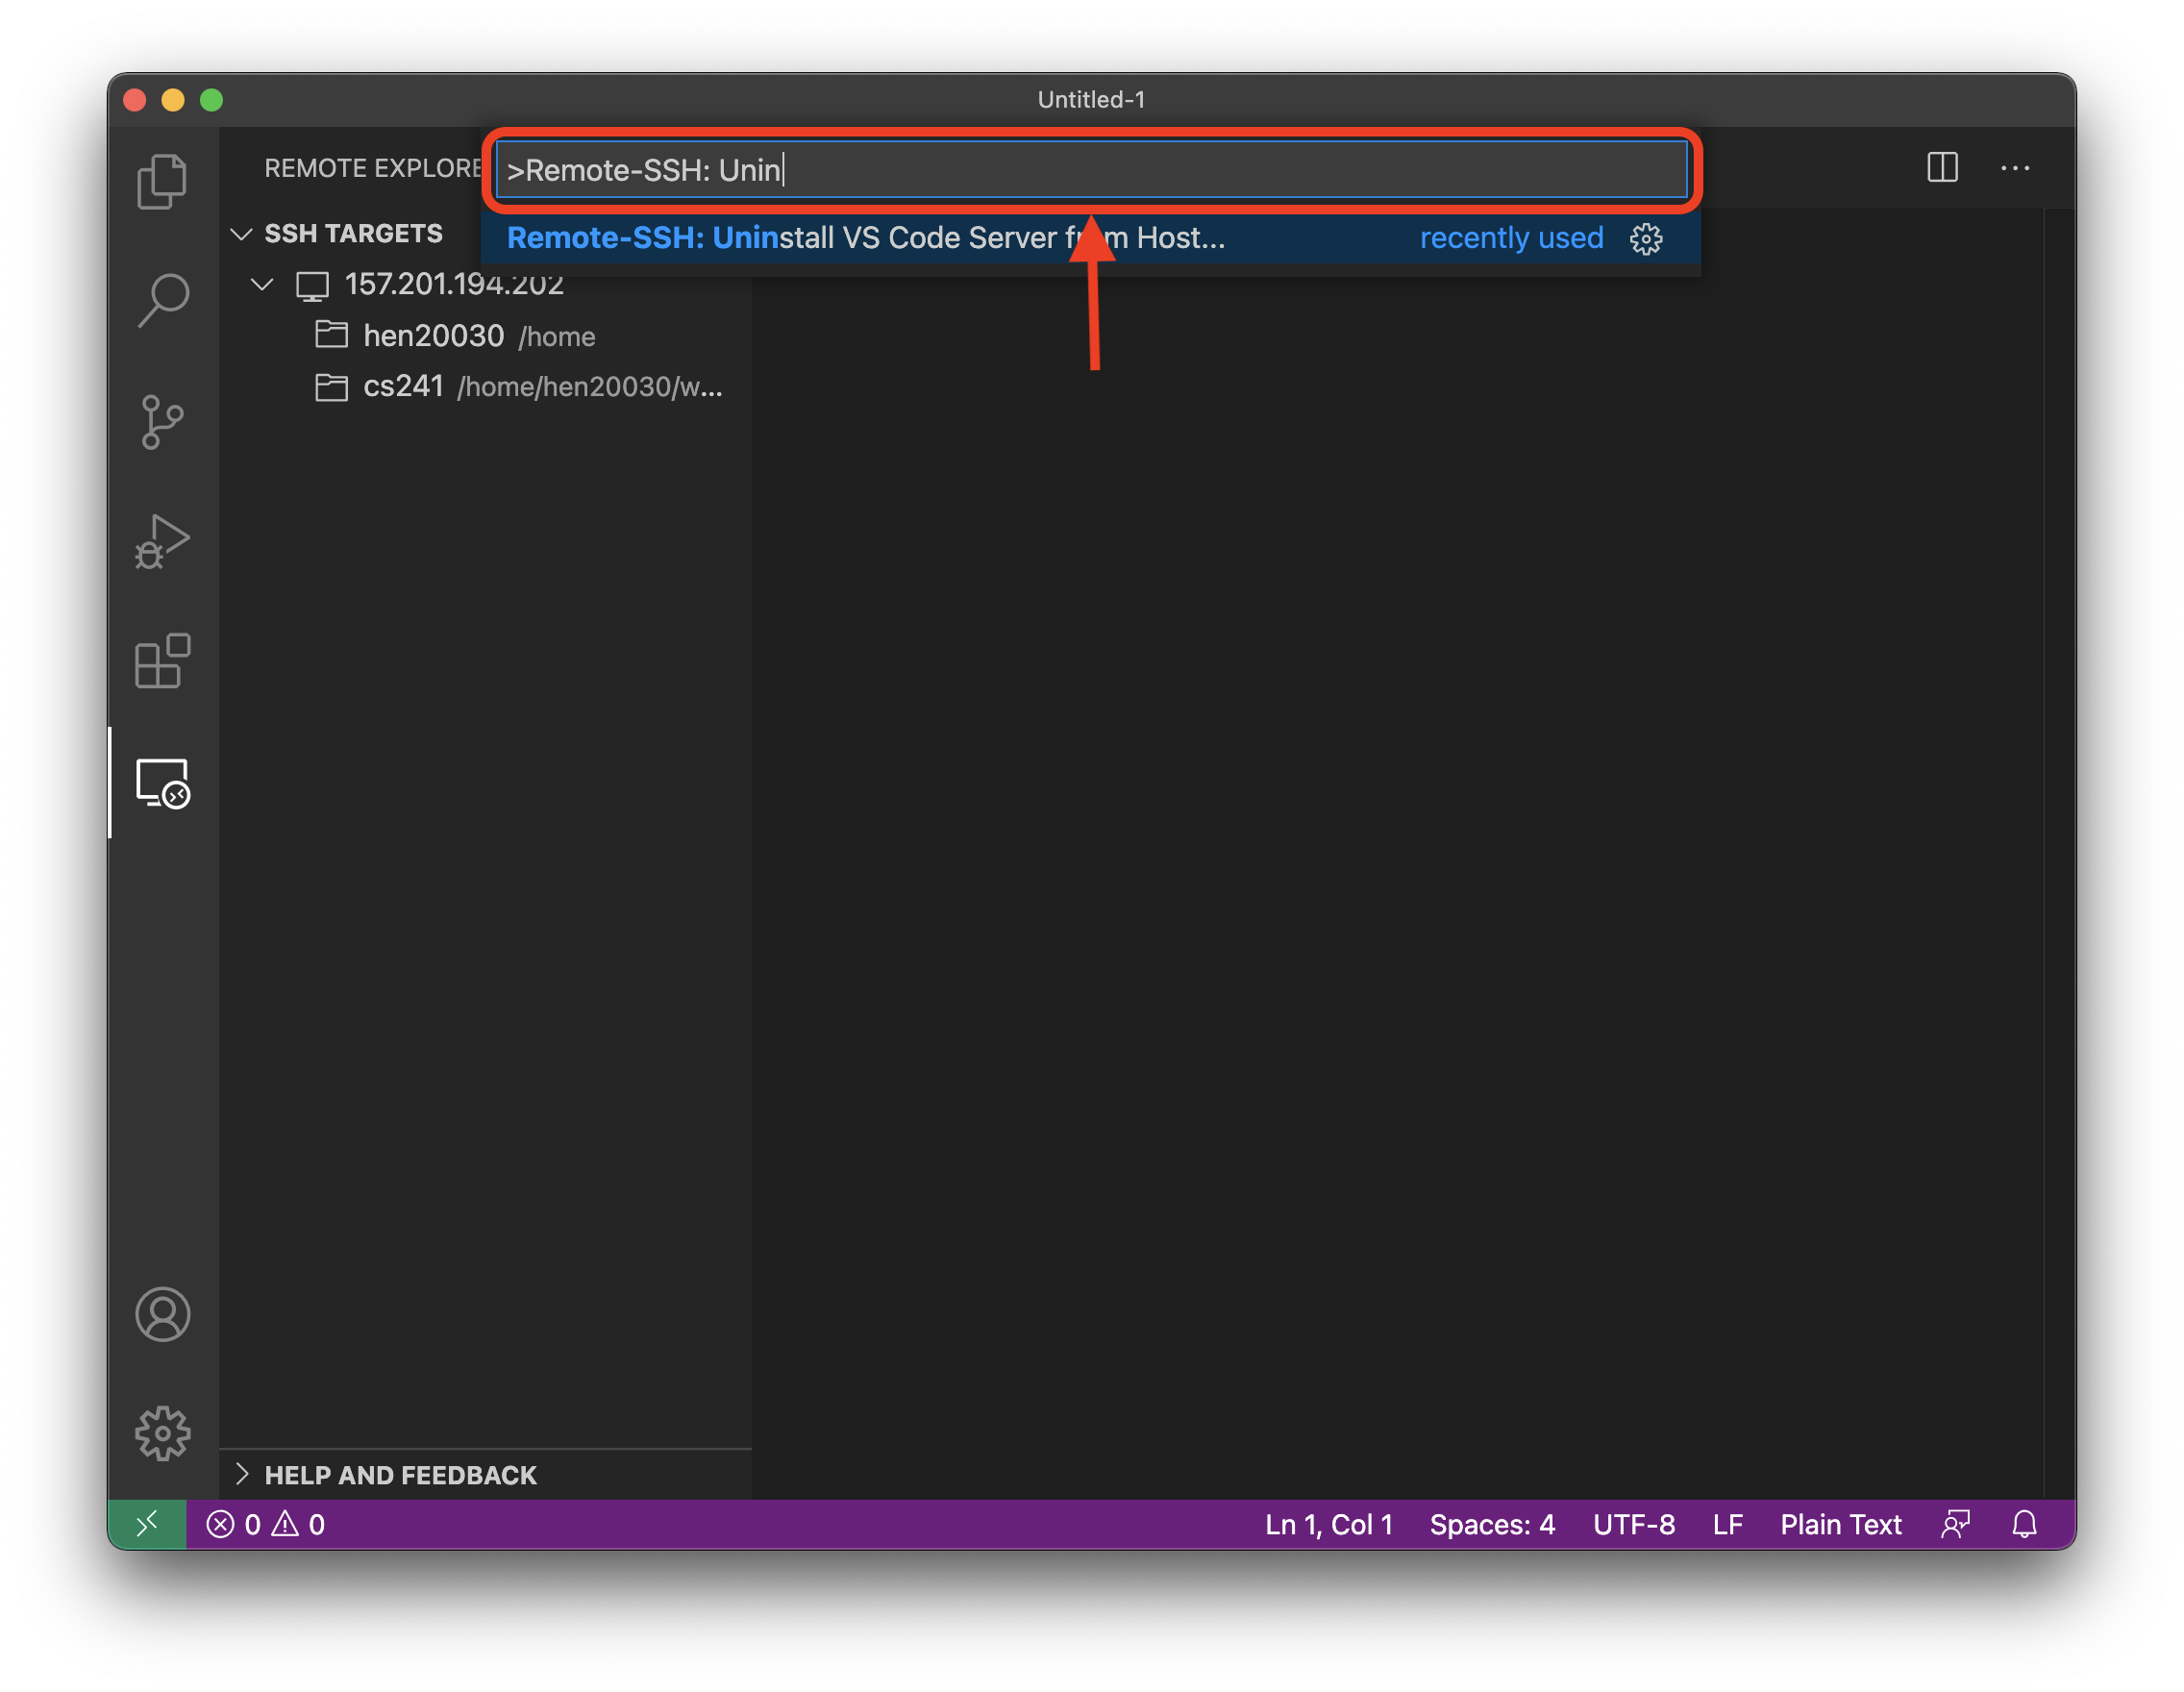 Untitled-1
REMOTE EXPLORE
>Remote-SSH: Unin
Remote-SSH: Uninstall VS Code Server from Host... recently used
SSH TARGETS
157.201.194.202
hen20030 /home
cs241 /home/hen20030/w...
HELP AND FEEDBACK
0 0 Ln 1, Col 1 Spaces: 4 UTF-8 LF Plain Text